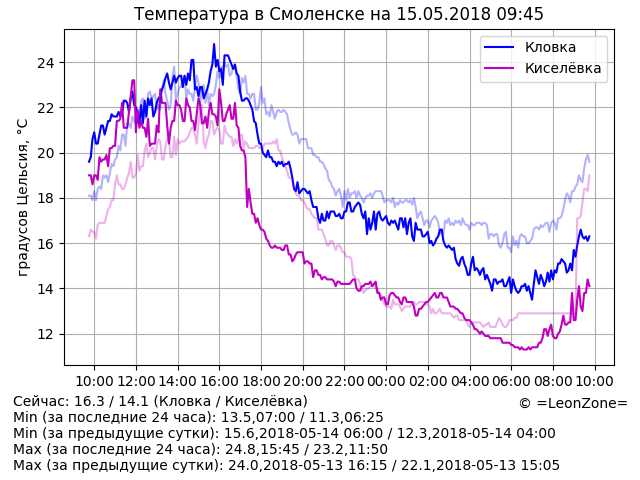 Температура в Смоленске на 15.05.2018 09:45
Кловка
Киселёвка
градусов Цельсия, °C
24
22
20
18
16
14
12
10:00 12:00 14:00 16:00 18:00 20:00 22:00 00:00 02:00 04:00 06:00 08:00 10:00
Сейчас: 16.3 / 14.1 (Кловка / Киселёвка)
© =LeonZone=
Min (за последние 24 часа): 13.5,07:00 / 11.3,06:25
Min (за предыдущие сутки): 15.6,2018-05-14 06:00 / 12.3,2018-05-14 04:00
Max (за последние 24 часа): 24.8,15:45 / 23.2,11:50
Max (за предыдущие сутки): 24.0,2018-05-13 16:15 / 22.1,2018-05-13 15:05